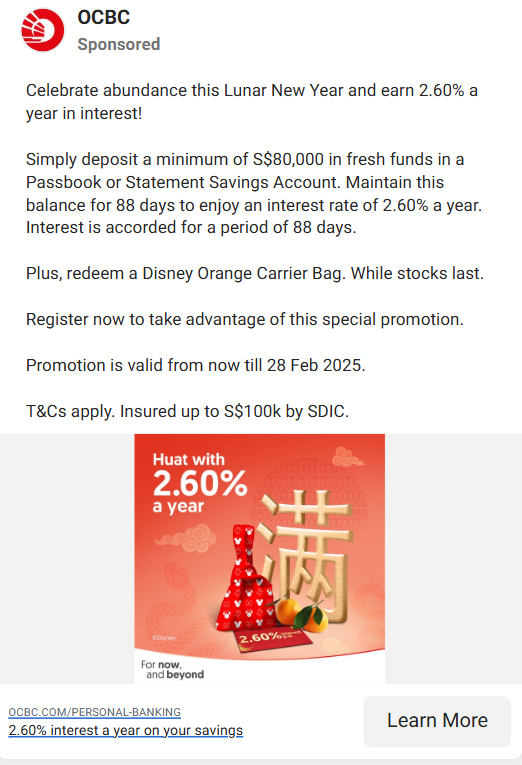 OCBC
Sponsored
Celebrate abundance this Lunar New Year and earn 2.60% a
year in interest!
Simply deposit a minimum of S$80,000 in fresh funds in a
Passbook or Statement Savings Account. Maintain this
balance for 88 days to enjoy an interest rate of 2.60% a year.
Interest is accorded for a period of 88 days.
Plus, redeem a Disney Orange Carrier Bag. While stocks last.
Register now to take advantage of this special promotion.
Promotion is valid from now till 28 Feb 2025.
T&Cs apply. Insured up to S$100k by SDIC.
Huat with
2.60%
a year
满
2.60%
©Disney
For now,
and beyond
OCBC.COM/PERSONAL-BANKING
2.60% interest a year on your savings
Learn More